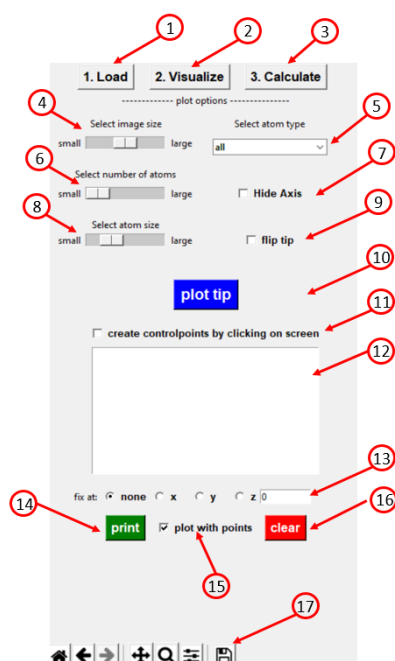 1 2 3
1. Load 2. Visualize 3. Calculate
------------- plot options --------------
4 Select image size Select atom type 5
small large all
6 Select number of atoms 7
small large Hide Axis
8 Select atom size 9
small large flip tip
10
plot tip
11
create controlpoints by clicking on screen
12
13
fix at: none x y z 0
14 16
print plot with points clear
15
17